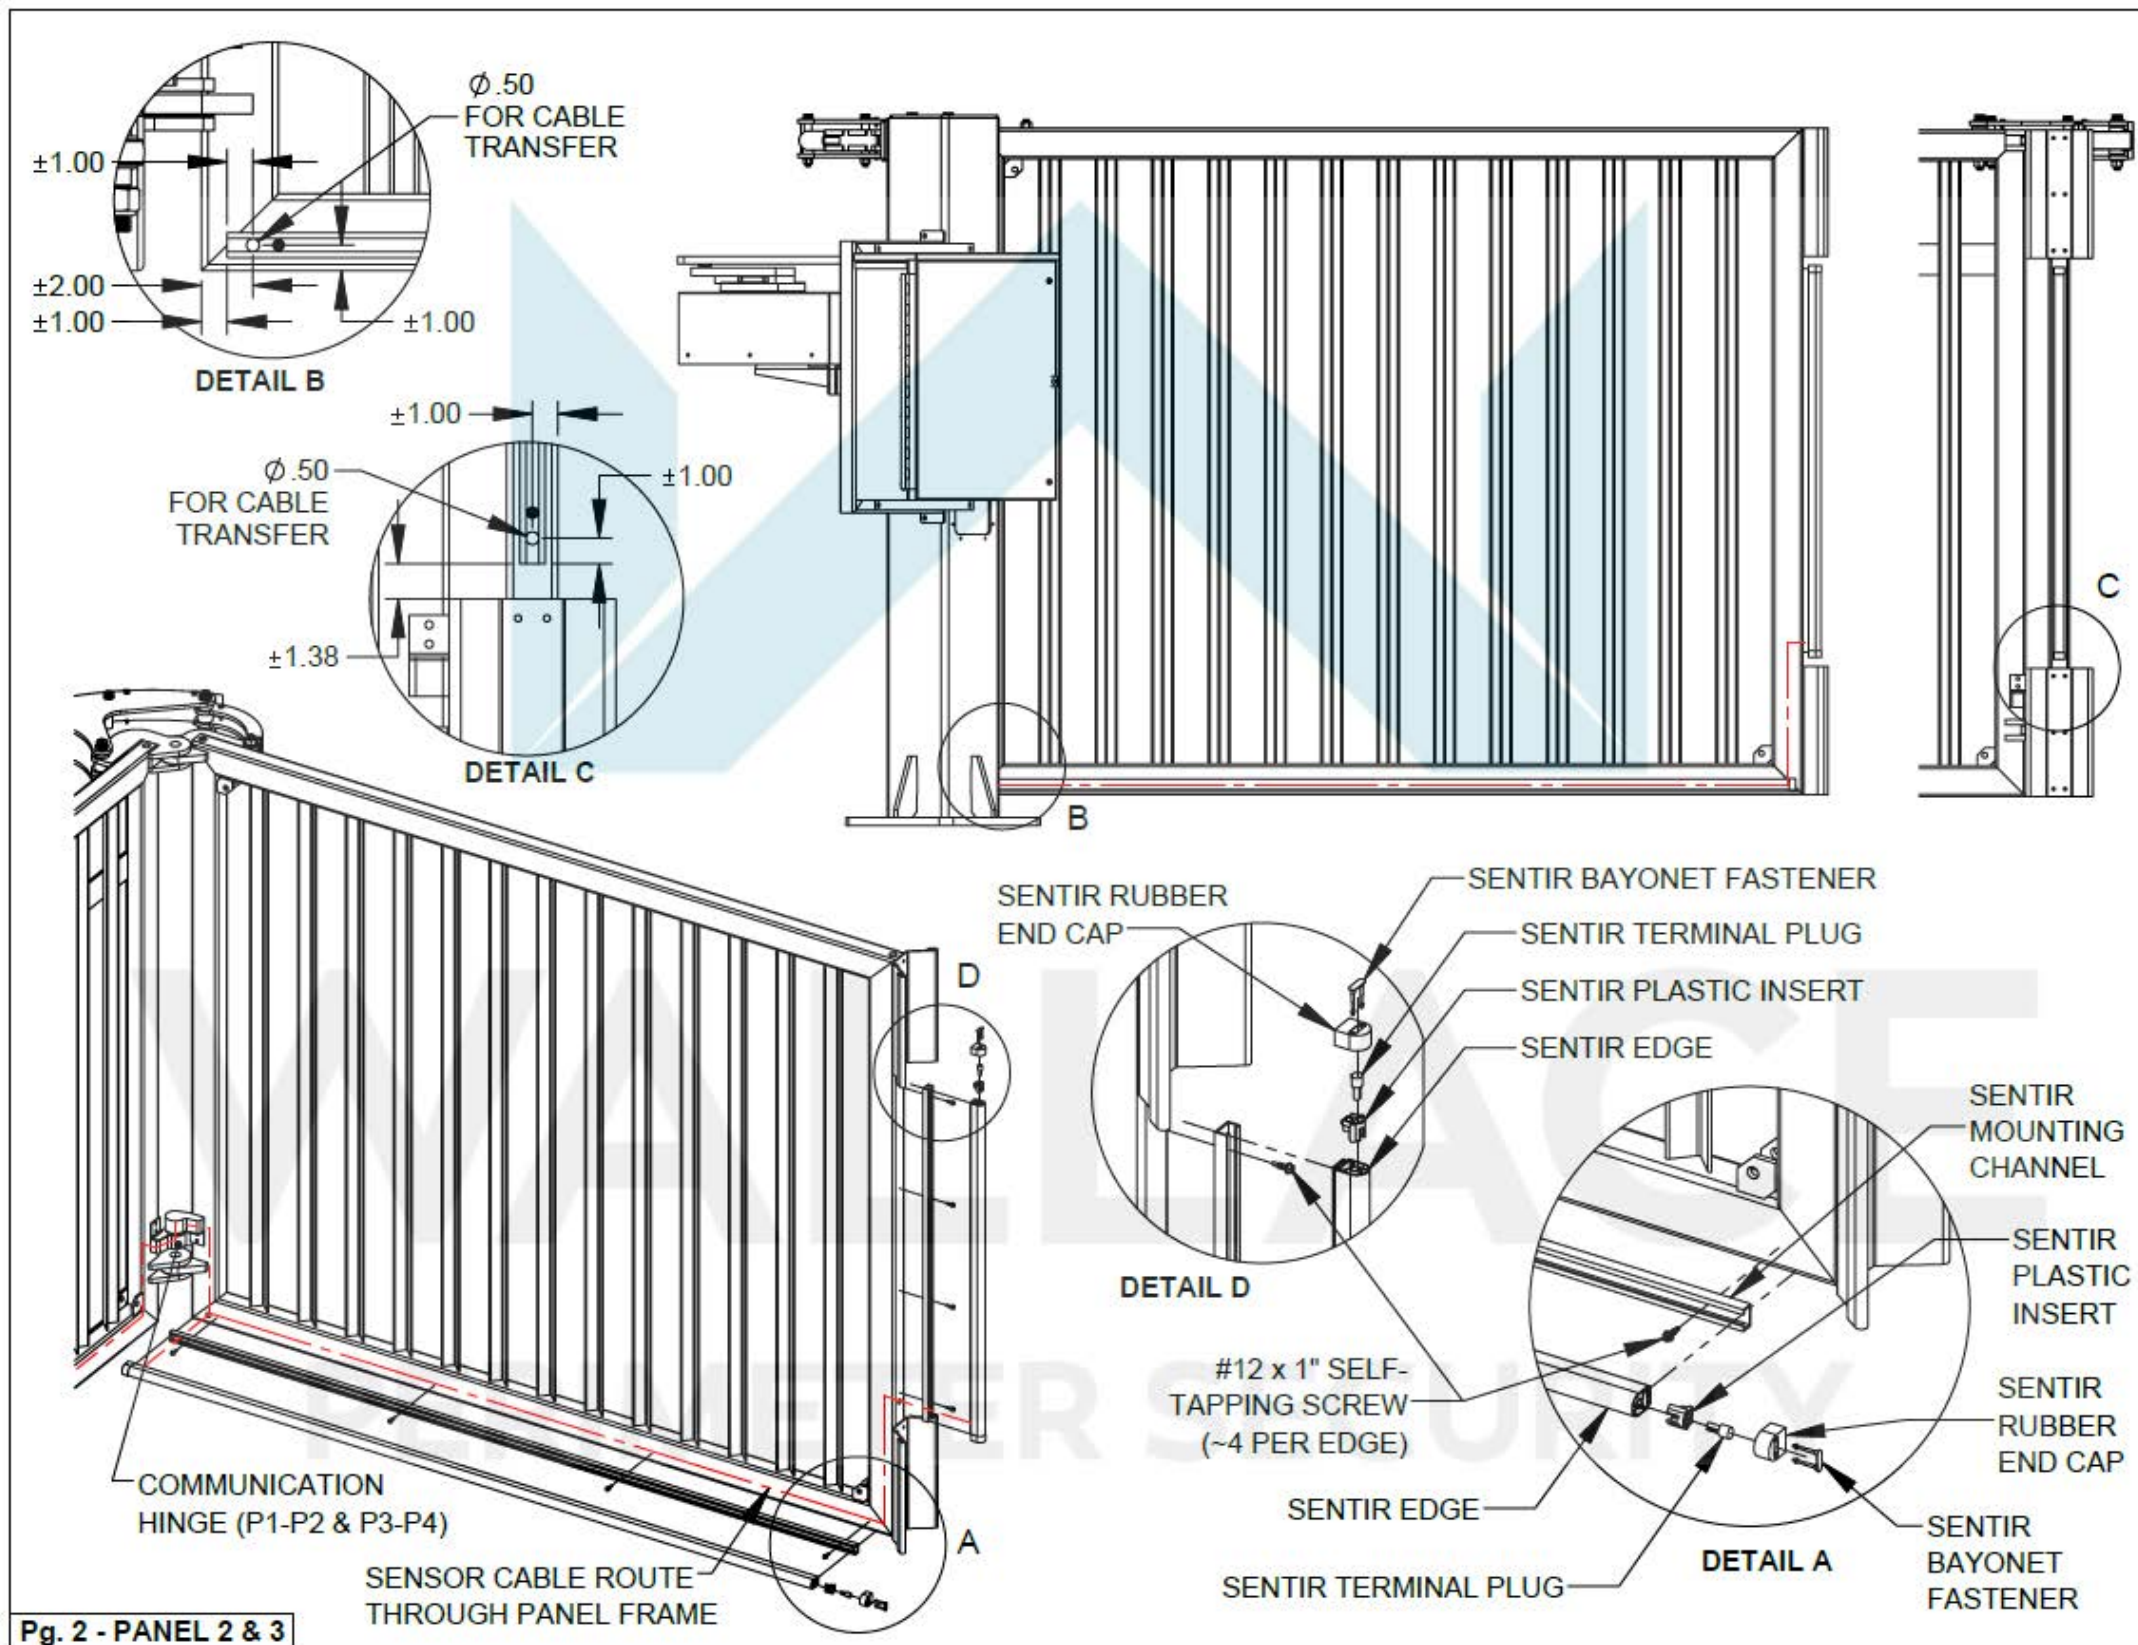 Ø.50
FOR CABLE
TRANSFER
±1.00
±2.00
±1.00
±1.00
DETAIL B
±1.00
Ø.50
FOR CABLE
TRANSFER
±1.00
±1.38
DETAIL C
B
C
D
A
SENTIR RUBBER
END CAP
SENTIR BAYONET FASTENER
SENTIR TERMINAL PLUG
SENTIR PLASTIC INSERT
SENTIR EDGE
DETAIL D
SENTIR
MOUNTING
CHANNEL
SENTIR
PLASTIC
INSERT
#12 x 1" SELF-
TAPPING SCREW
(~4 PER EDGE)
SENTIR
RUBBER
END CAP
SENTIR EDGE
SENTIR TERMINAL PLUG
DETAIL A
SENTIR
BAYONET
FASTENER
COMMUNICATION
HINGE (P1-P2 & P3-P4)
SENSOR CABLE ROUTE
THROUGH PANEL FRAME
WALLACE
PERIMETER SECURITY
Pg. 2 - PANEL 2 & 3